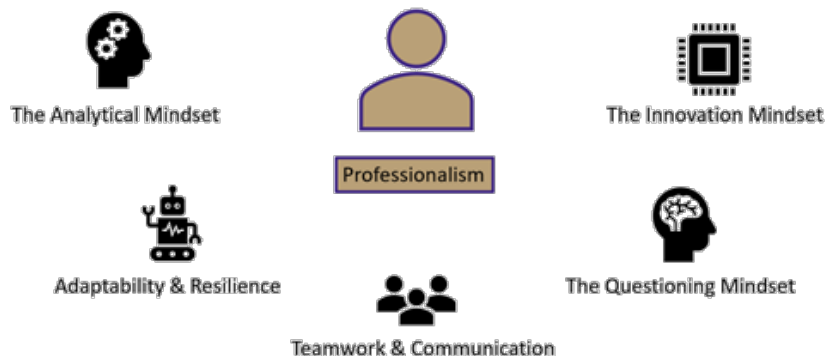 The Analytical Mindset
The Innovation Mindset
Professionalism
Adaptability & Resilience
The Questioning Mindset
Teamwork & Communication